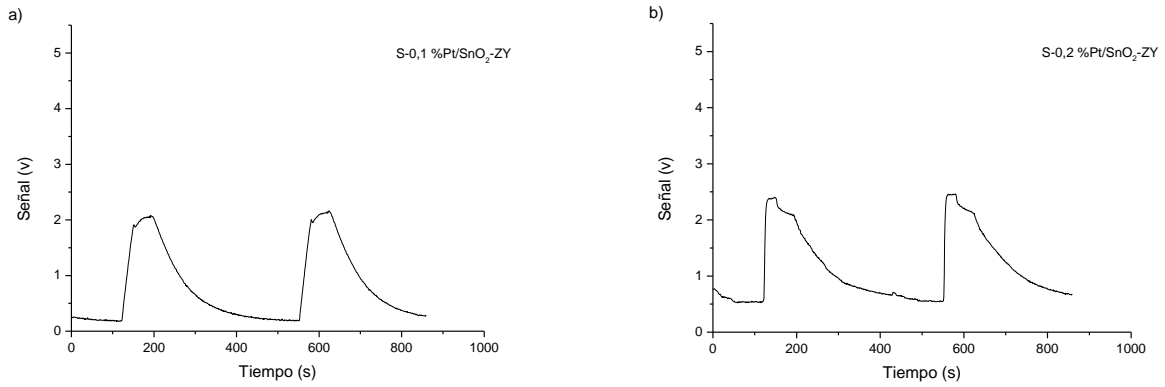 a)
S-0,1 %Pt/SnO₂-ZY
5
4
3
2
1
0
Señal (v)
0 200 400 600 800 1000
Tiempo (s)
b)
S-0,2 %Pt/SnO₂-ZY
5
4
3
2
1
0
Señal (v)
0 200 400 600 800 1000
Tiempo (s)